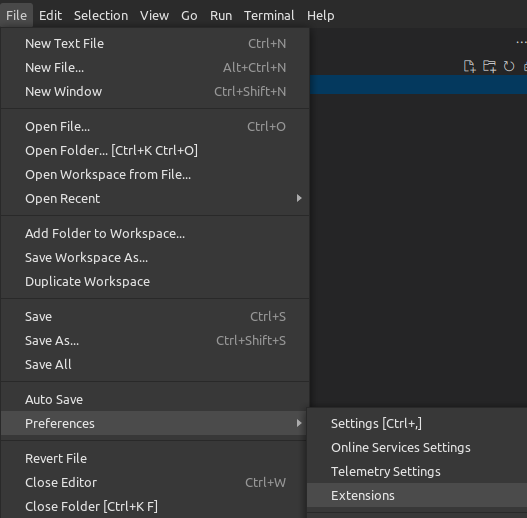 File Edit Selection View Go Run Terminal Help
New Text File Ctrl+N
New File... Alt+Ctrl+N
New Window Ctrl+Shift+N
Open File... Ctrl+O
Open Folder... [Ctrl+K Ctrl+O]
Open Workspace from File...
Open Recent
Add Folder to Workspace...
Save Workspace As...
Duplicate Workspace
Save Ctrl+S
Save As... Ctrl+Shift+S
Save All
Auto Save
Preferences
Settings [Ctrl+,]
Online Services Settings
Telemetry Settings
Extensions
Revert File
Close Editor Ctrl+W
Close Folder [Ctrl+K F]